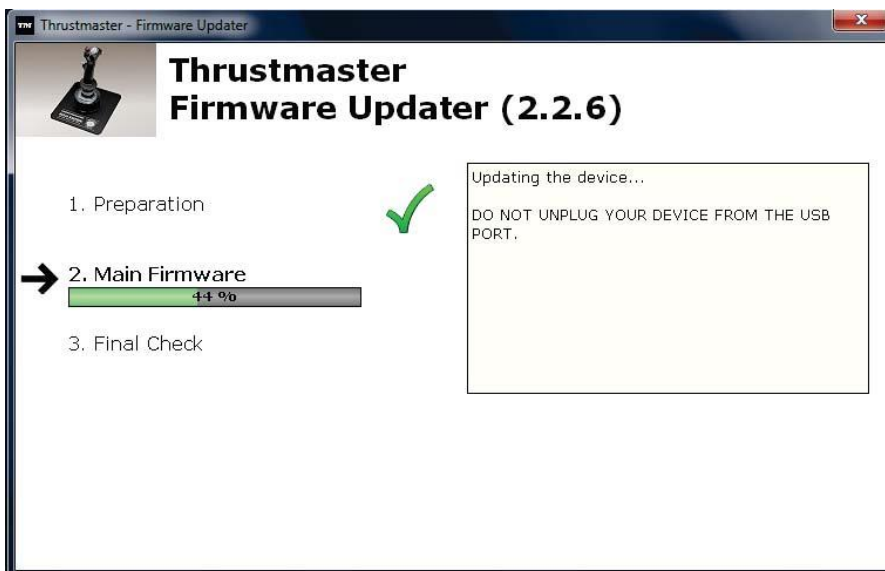 Thrustmaster - Firmware Updater
Thrustmaster
Firmware Updater (2.2.6)
1. Preparation
2. Main Firmware
44 %
3. Final Check
Updating the device...
DO NOT UNPLUG YOUR DEVICE FROM THE USB
PORT.